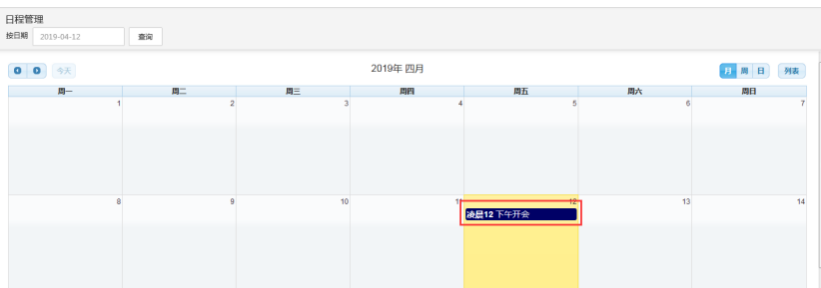 日程管理
按日期 2019-04-12 查询
今天 2019年 四月 月 周 日 列表
周一 周二 周三 周四 周五 周六 周日
1 2 3 4 5 6 7
8 9 10 11 12 13 14
凌晨12 下午开会